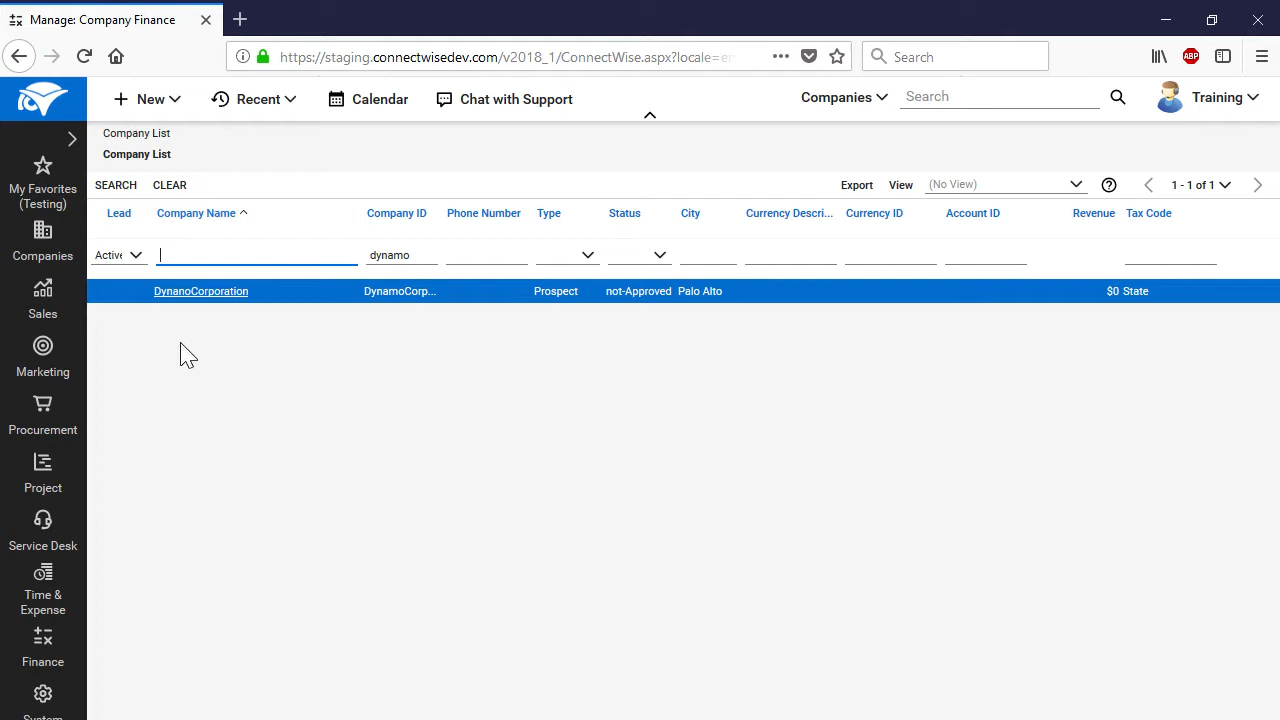 Manage: Company Finance
https://staging.connectwisedev.com/v2018_1/ConnectWise.aspx?locale=en
Search
ABP
New
Recent
Calendar
Chat with Support
Companies
Search
Training
Company List
Company List
SEARCH CLEAR
Export View (No View) 1 - 1 of 1
Lead Company Name Company ID Phone Number Type Status City Currency Descri... Currency ID Account ID Revenue Tax Code
Active dynamo
DynanoCorporation DynamoCorp... Prospect not-Approved Palo Alto $0 State
My Favorites
(Testing)
Companies
Sales
Marketing
Procurement
Project
Service Desk
Time &
Expense
Finance
System